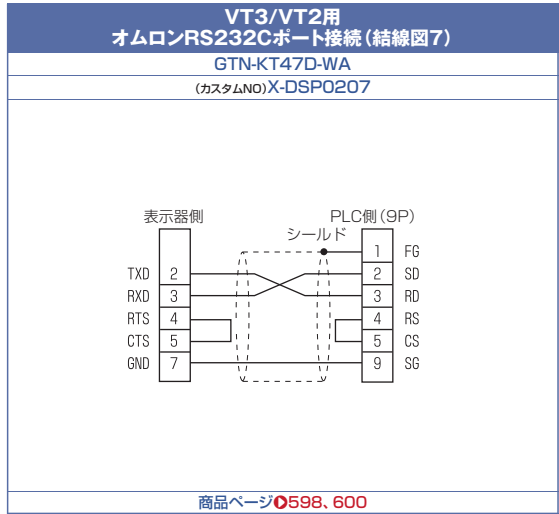 VT3/VT2用
オムロンRS232Cポート接続(結線図7)
GTN-KT47D-WA
(カスタムNO)X-DSP0207
表示器側
PLC側(9P)
シールド
1 FG
TXD 2
2 SD
RXD 3
3 RD
RTS 4
4 RS
CTS 5
5 CS
GND 7
9 SG
商品ページ 598、600